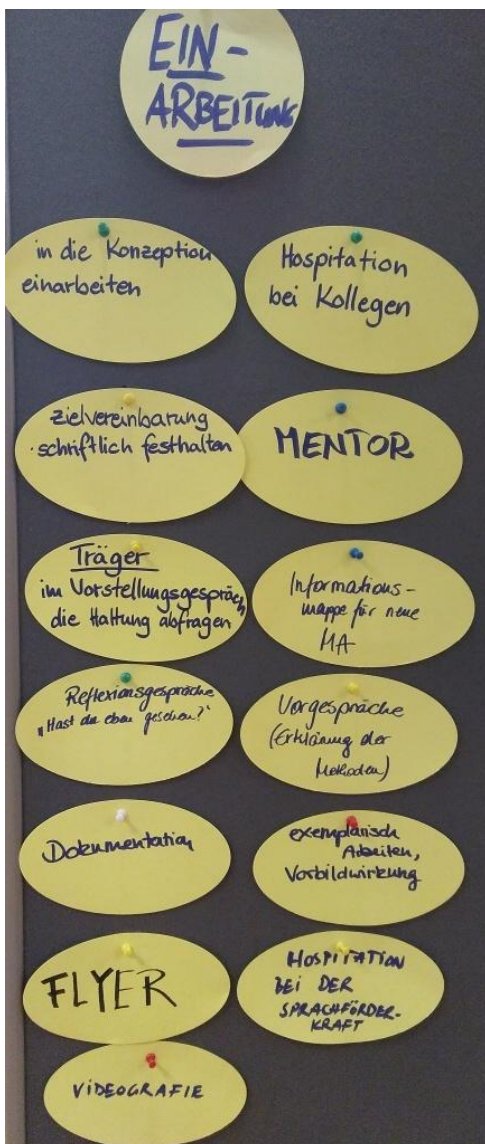 EIN-
ARBEITUNG
in die Konzeption
einarbeiten
Hospitation
bei Kollegen
Zielvereinbarung
schriftlich festhalten
MENTOR
Träger
im Vorstellungsgespräch
die Haltung abfragen
Informations-
mappe für neue
MA
Reflexionsgespräche
„Hast du eben gesehen?“
Vorgespräche
(Erklärung der
Methoden)
Dokumentation
exemplarisch
Arbeiten,
Vorbildwirkung
FLYER
HOSPITATION
BEI DER
SPRACHFÖRDER-
KRAFT
VIDEOGRAFIE